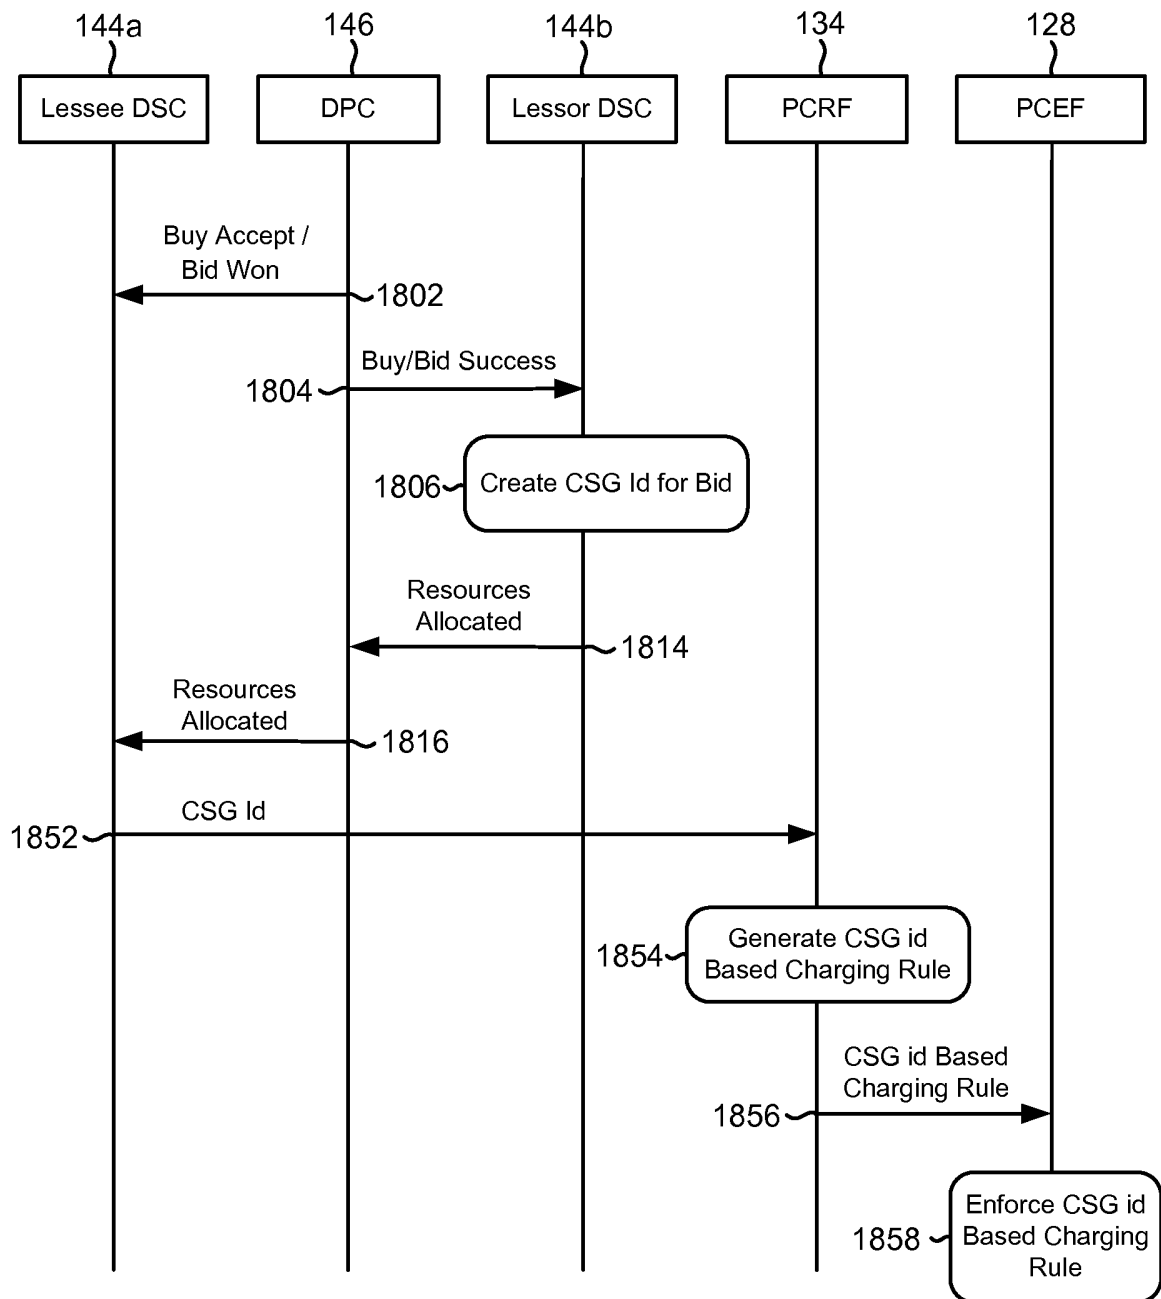 144a
146
144b
134
128
Lessee DSC
DPC
Lessor DSC
PCRF
PCEF
Buy Accept /
Bid Won
1802
Buy/Bid Success
1804
Create CSG Id for Bid
1806
Resources
Allocated
1814
Resources
Allocated
1816
CSG Id
1852
Generate CSG id
Based Charging Rule
1854
CSG id Based
Charging Rule
1856
Enforce CSG id
Based Charging
Rule
1858